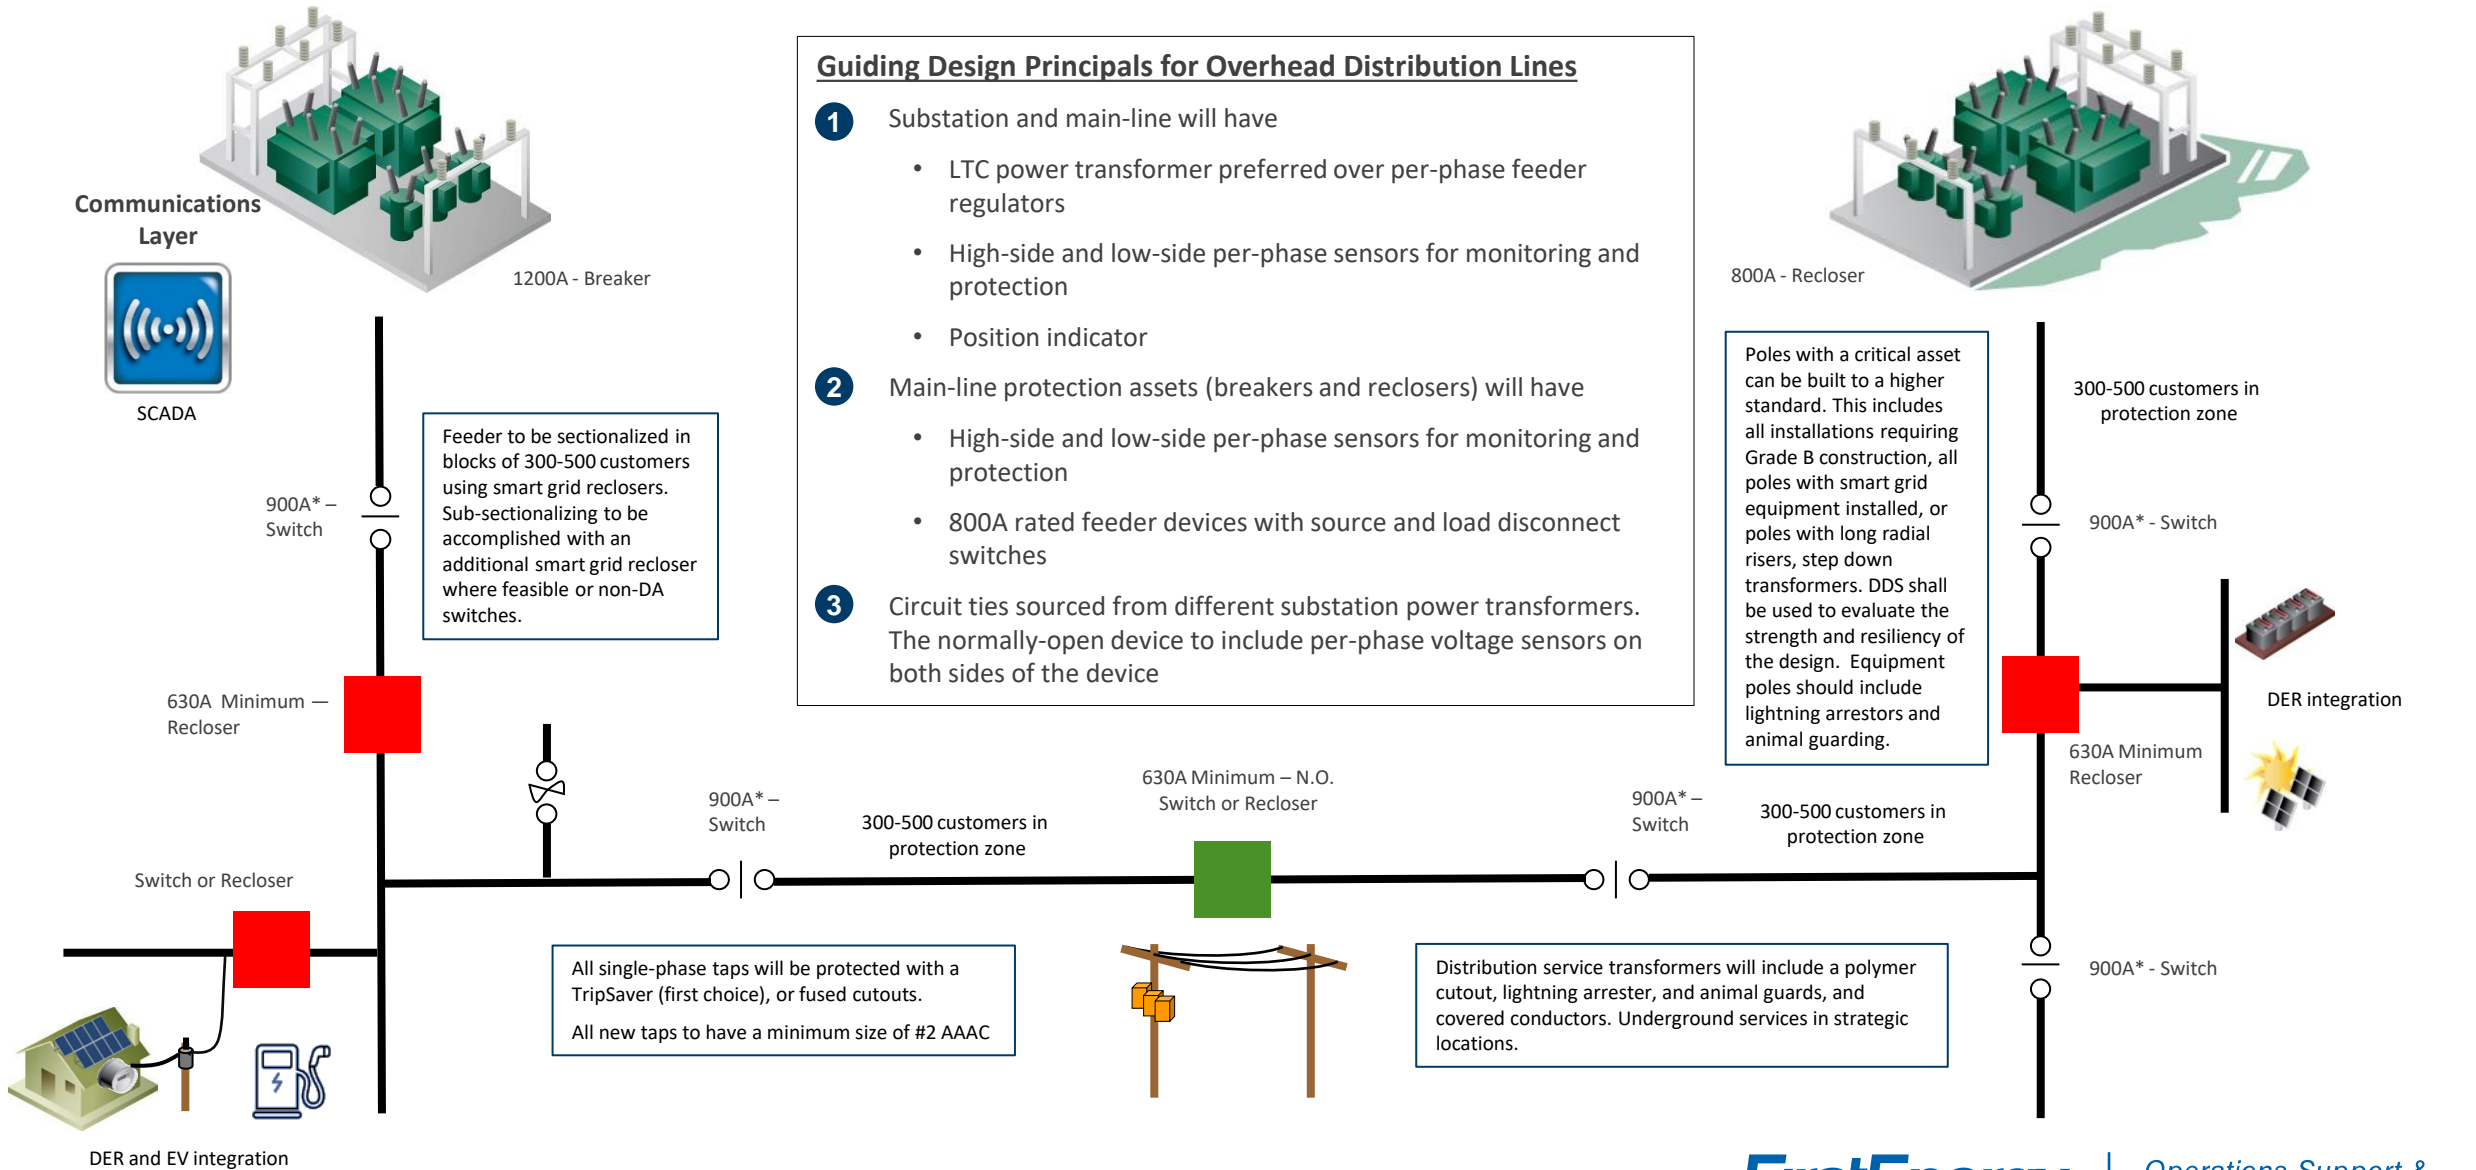 Guiding Design Principals for Overhead Distribution Lines
1
Substation and main-line will have
• LTC power transformer preferred over per-phase feeder
regulators
• High-side and low-side per-phase sensors for monitoring and
protection
• Position indicator
2
Main-line protection assets (breakers and reclosers) will have
• High-side and low-side per-phase sensors for monitoring and
protection
• 800A rated feeder devices with source and load disconnect
switches
3
Circuit ties sourced from different substation power transformers.
The normally-open device to include per-phase voltage sensors on
both sides of the device
Communications
Layer
SCADA
1200A - Breaker
800A - Recloser
Feeder to be sectionalized in
blocks of 300-500 customers
using smart grid reclosers.
Sub-sectionalizing to be
accomplished with an
additional smart grid recloser
where feasible or non-DA
switches.
900A* –
Switch
630A Minimum —
Recloser
Switch or Recloser
DER and EV integration
900A* –
Switch
300-500 customers in
protection zone
630A Minimum – N.O.
Switch or Recloser
900A* –
Switch
300-500 customers in
protection zone
Poles with a critical asset
can be built to a higher
standard. This includes
all installations requiring
Grade B construction, all
poles with smart grid
equipment installed, or
poles with long radial
risers, step down
transformers. DDS shall
be used to evaluate the
strength and resiliency of
the design. Equipment
poles should include
lightning arrestors and
animal guarding.
300-500 customers in
protection zone
900A* - Switch
DER integration
630A Minimum
Recloser
900A* - Switch
All single-phase taps will be protected with a
TripSaver (first choice), or fused cutouts.
All new taps to have a minimum size of #2 AAAC
Distribution service transformers will include a polymer
cutout, lightning arrester, and animal guards, and
covered conductors. Underground services in strategic
locations.
FirstEnergy
Operations Support &